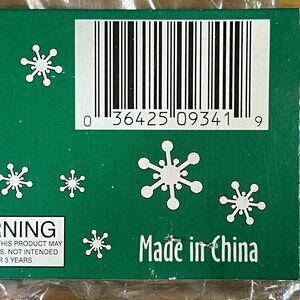 0 36425 09341 9
RNING
THIS PRODUCT MAY
S. NOT INTENDED
R 3 YEARS
Made in China